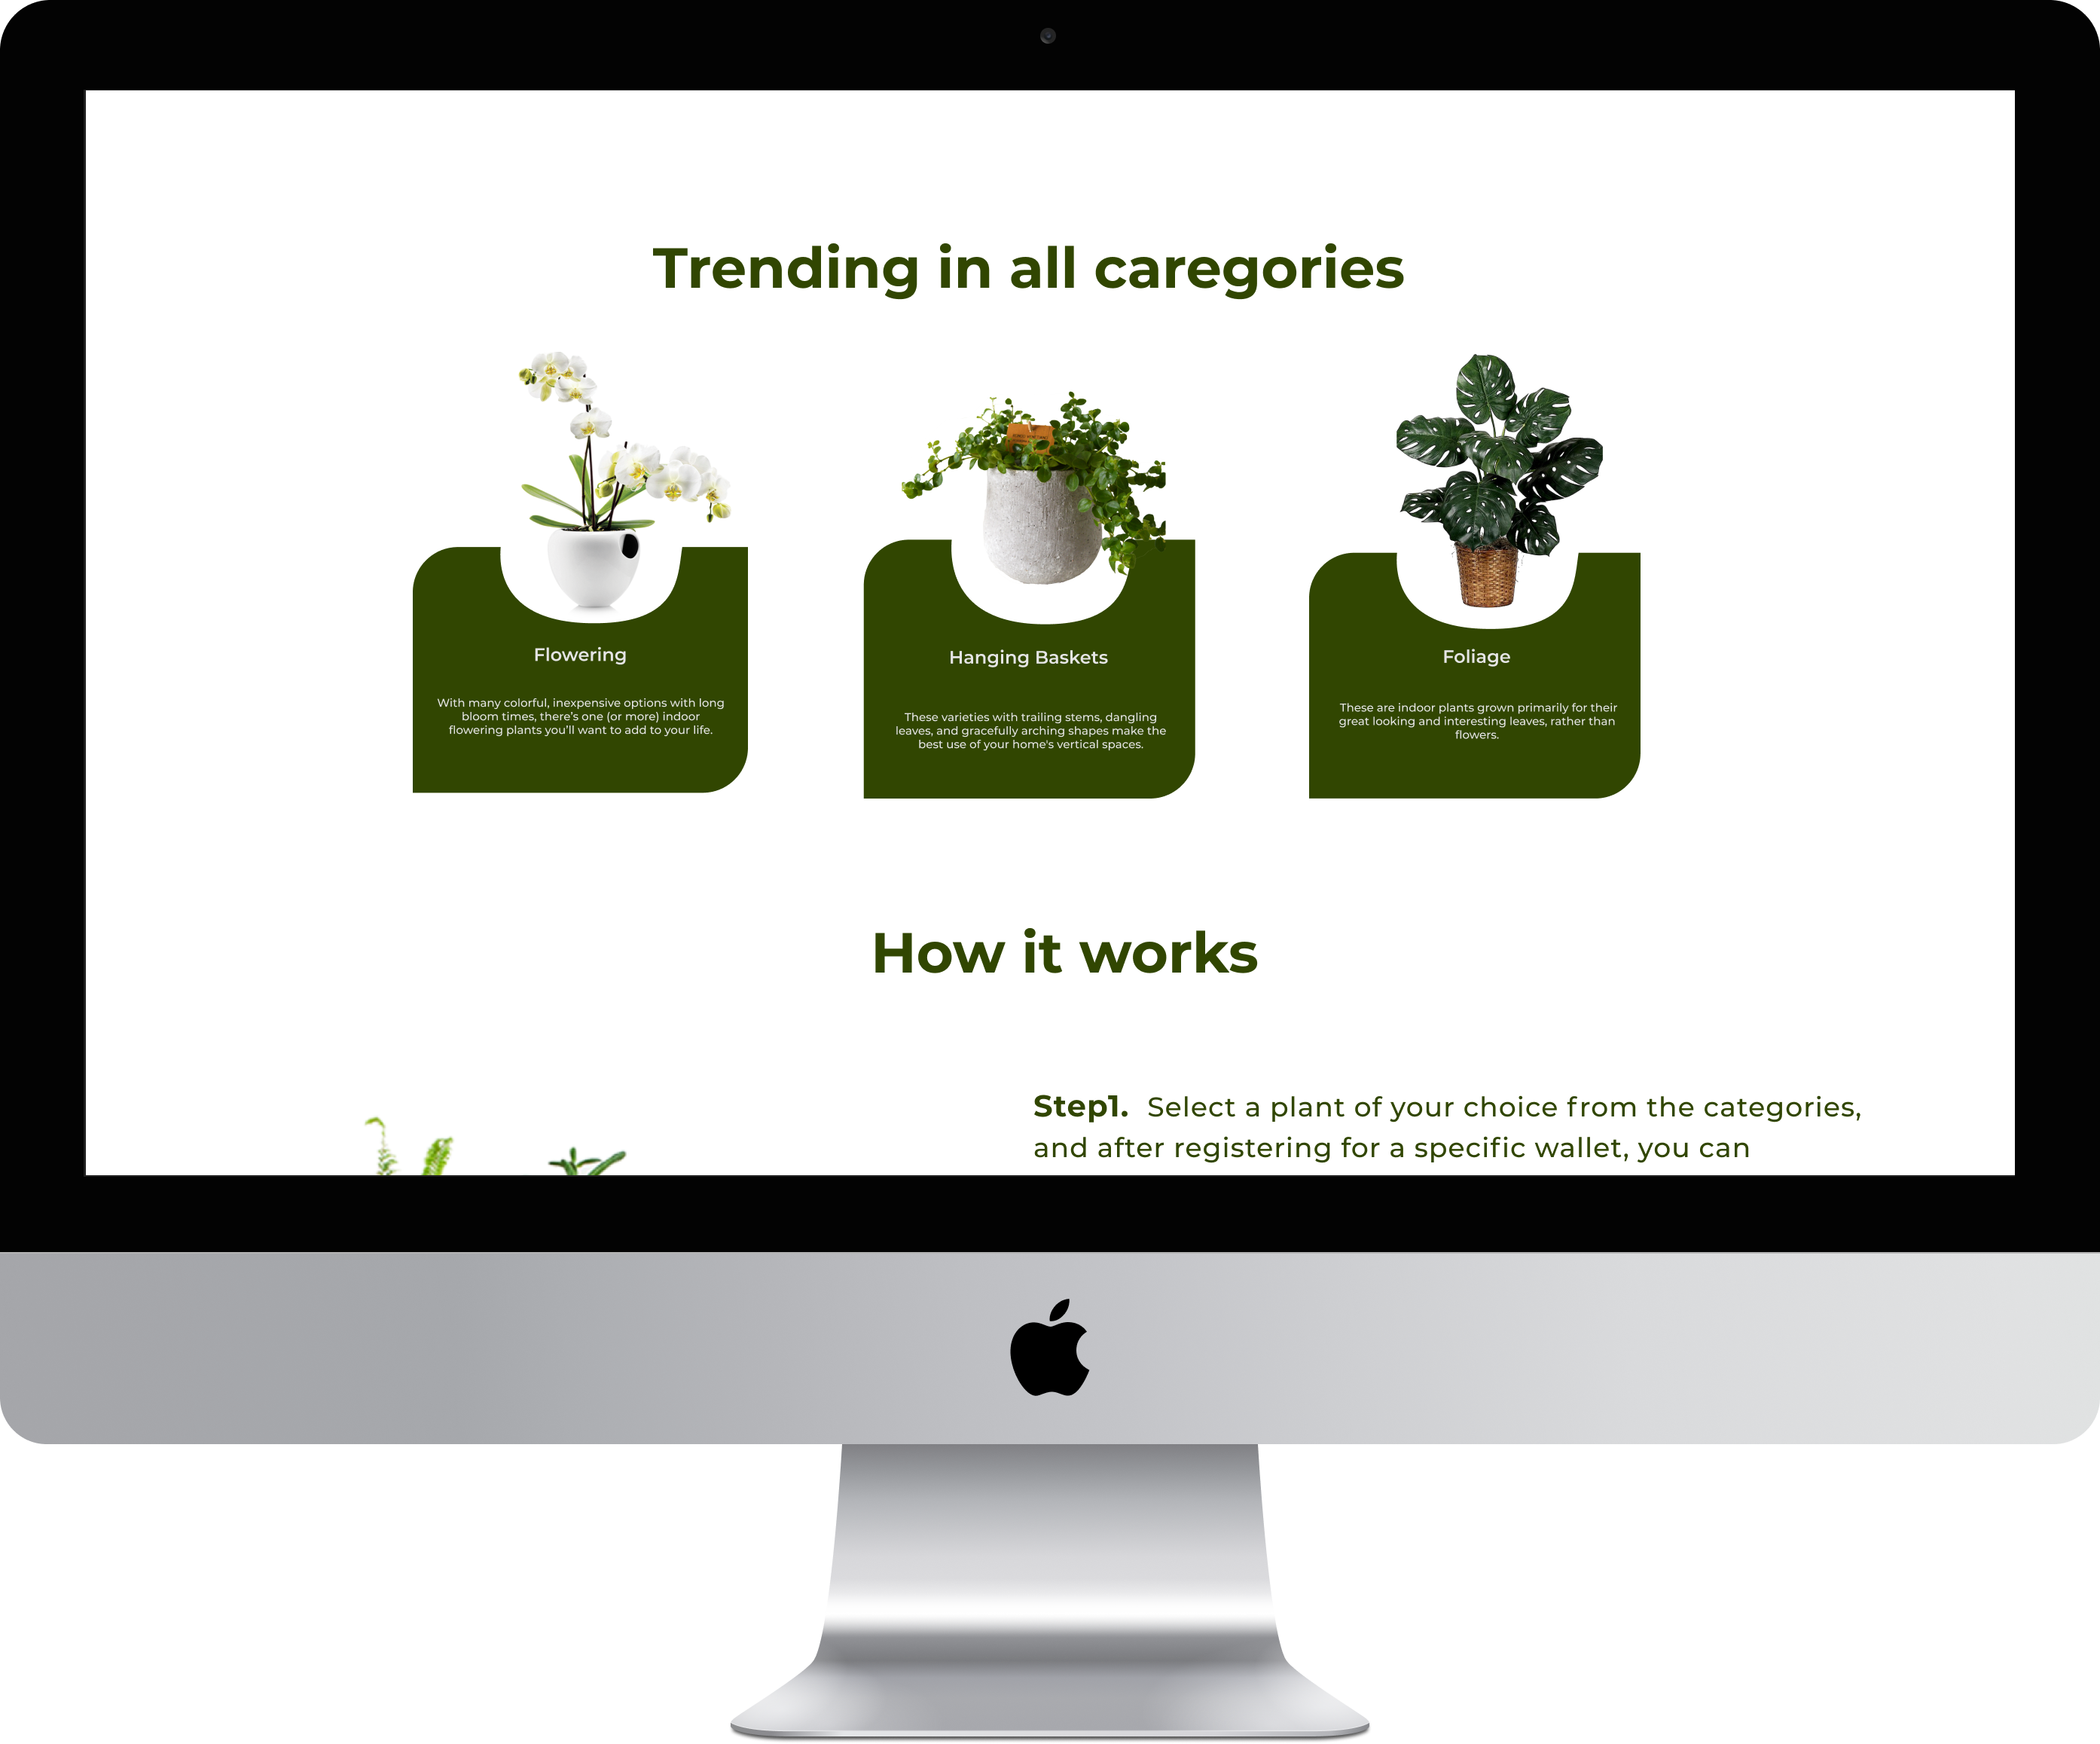 Trending in all caregories
Flowering
With many colorful, inexpensive options with long
bloom times, there's one (or more) indoor
flowering plants you'll want to add to your life.
Hanging Baskets
These varieties with trailing stems, dangling
leaves, and gracefully arching shapes make the
best use of your home's vertical spaces.
Foliage
These are indoor plants grown primarily for their
great looking and interesting leaves, rather than
flowers.
How it works
Step1. Select a plant of your choice from the categories,
and after registering for a specific wallet, you can